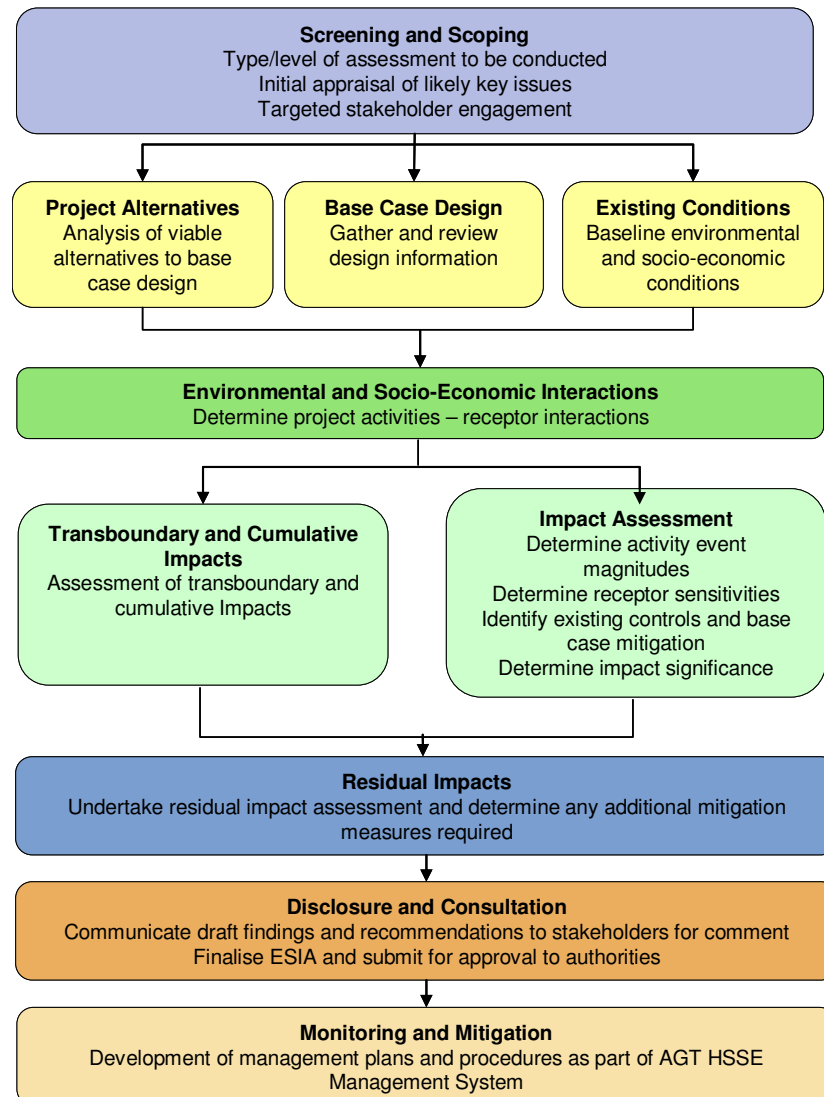 Screening and Scoping
Type/level of assessment to be conducted
Initial appraisal of likely key issues
Targeted stakeholder engagement
Project Alternatives
Analysis of viable
alternatives to base
case design
Base Case Design
Gather and review
design information
Existing Conditions
Baseline environmental
and socio-economic
conditions
Environmental and Socio-Economic Interactions
Determine project activities – receptor interactions
Transboundary and Cumulative
Impacts
Assessment of transboundary and
cumulative Impacts
Impact Assessment
Determine activity event
magnitudes
Determine receptor sensitivities
Identify existing controls and base
case mitigation
Determine impact significance
Residual Impacts
Undertake residual impact assessment and determine any additional mitigation
measures required
Disclosure and Consultation
Communicate draft findings and recommendations to stakeholders for comment
Finalise ESIA and submit for approval to authorities
Monitoring and Mitigation
Development of management plans and procedures as part of AGT HSSE
Management System